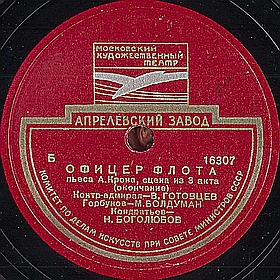 МОСКОВСКИЙ
ХУДОЖЕСТВЕННЫЙ
ТЕАТР
АПРЕЛЕВСКИЙ ЗАВОД
Б 16307
ОФИЦЕР ФЛОТА
пьеса А.Крона, сцена из 3 акта
(окончание)
Контр-адмирал—В. ГОТОВЦЕВ
Горбунов—М.БОЛДУМАН
Кондратьев—
Н. БОГОЛЮБОВ
КОМИТЕТ ПО ДЕЛАМ ИСКУССТВ ПРИ СОВЕТЕ МИНИСТРОВ СССР